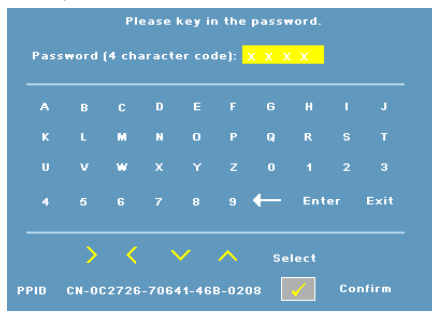 Please key in the password.
Password (4 character code): x x x x
A B C D E F G H I J
K L M N O P Q R S T
U V W X Y Z 0 1 2 3
4 5 6 7 8 9 Enter Exit
Select
PPID CN-0C2726-70641-46B-0208 Confirm